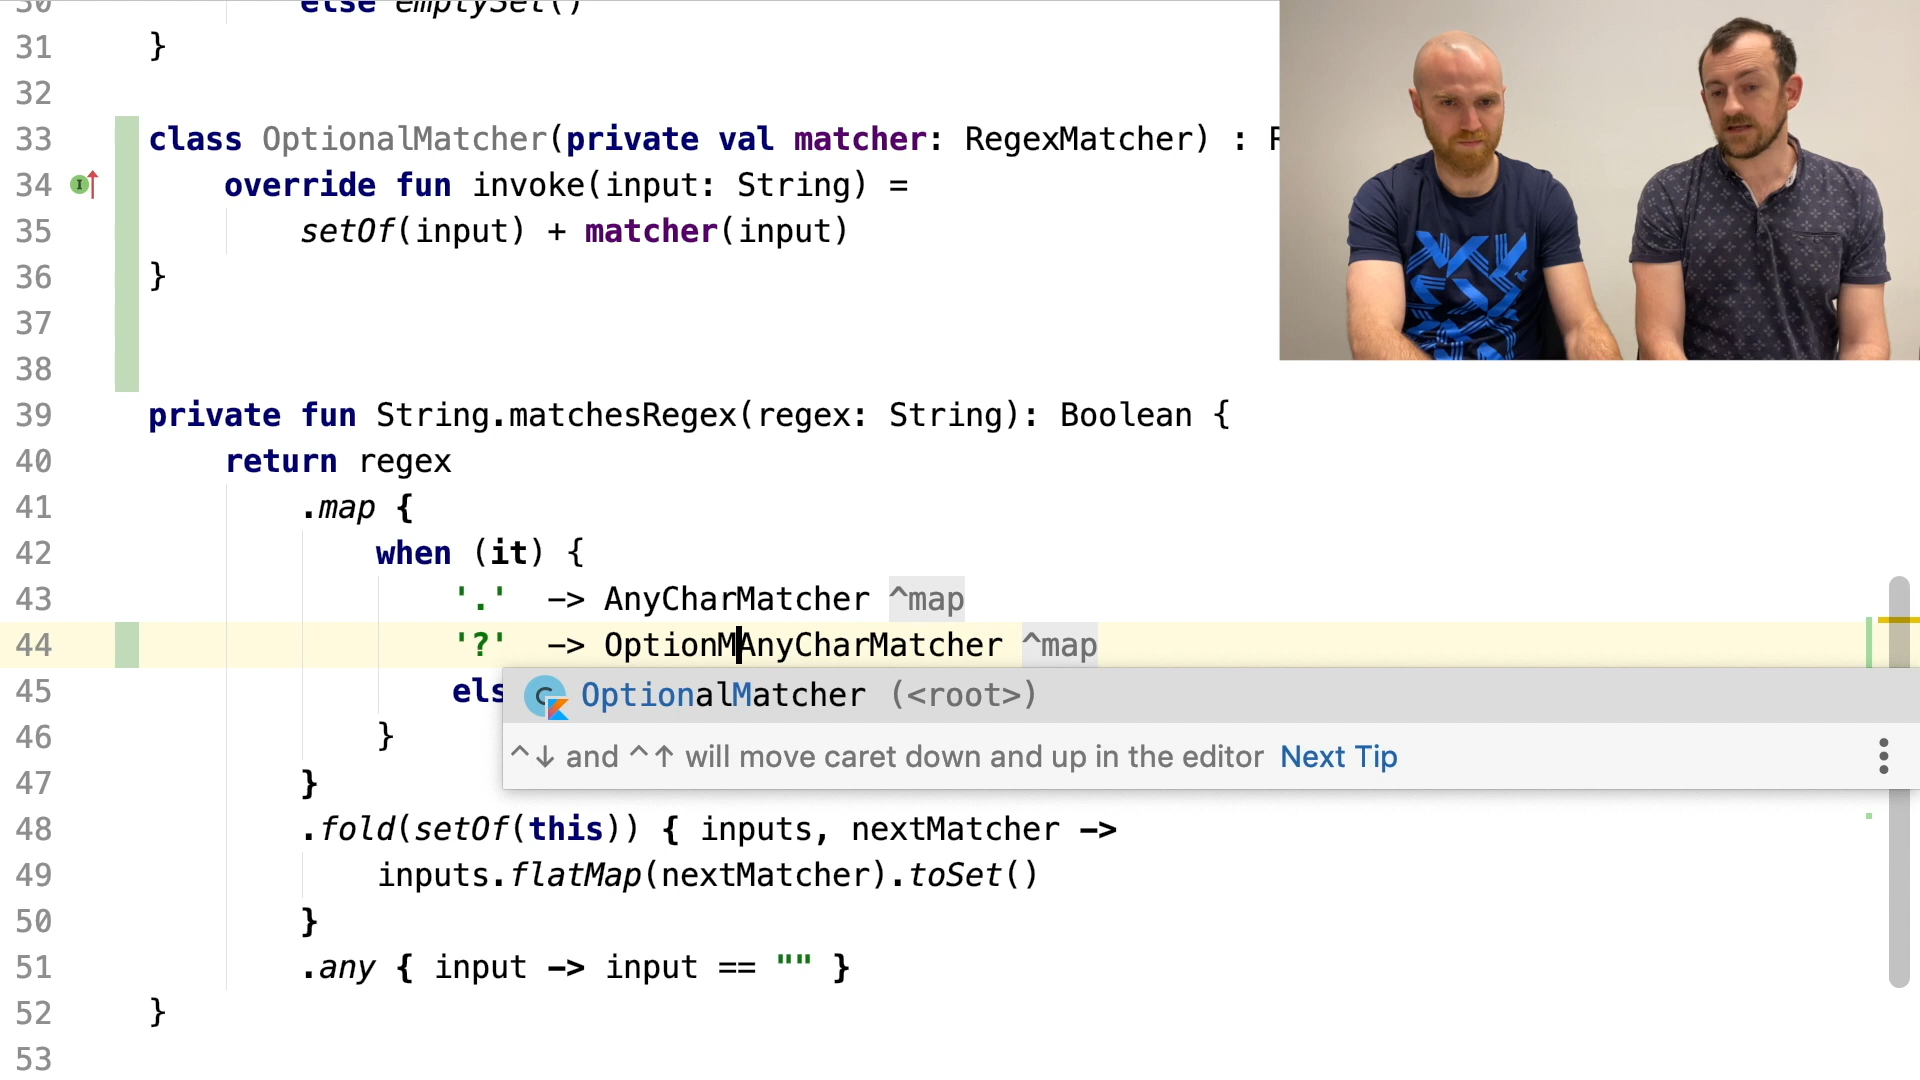 30 else emptySet()
31 }
32
33 class OptionalMatcher(private val matcher: RegexMatcher) : R
34 override fun invoke(input: String) =
35 setOf(input) + matcher(input)
36 }
37
38
39 private fun String.matchesRegex(regex: String): Boolean {
40 return regex
41 .map {
42 when (it) {
43 '.' -> AnyCharMatcher ^map
44 '?' -> OptionMAnyCharMatcher ^map
45 els
OptionalMatcher (<root>)
46 }
^↓ and ^↑ will move caret down and up in the editor Next Tip
47 }
48 .fold(setOf(this)) { inputs, nextMatcher ->
49 inputs.flatMap(nextMatcher).toSet()
50 }
51 .any { input -> input == "" }
52 }
53